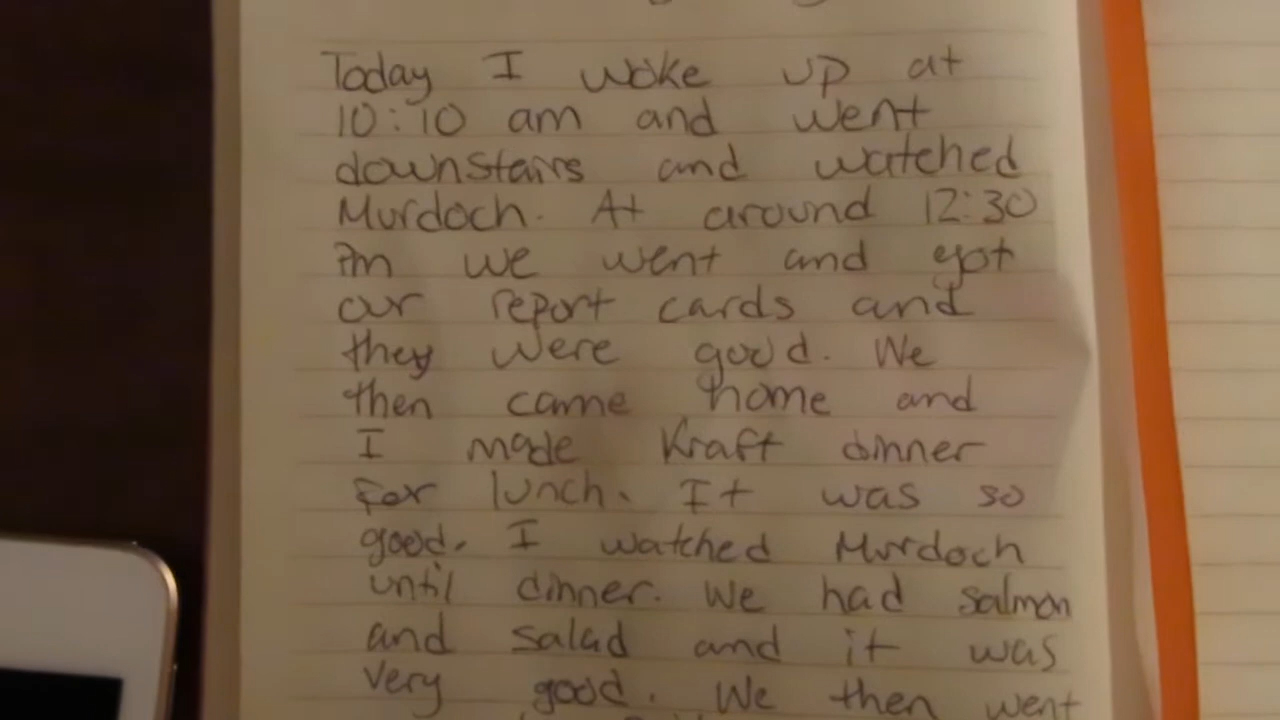 Today I woke up at
10:10 am and went
downstairs and watched
Murdoch. At around 12:30
Pm we went and got
our report cards and
they were good. We
then came home and
I made Kraft dinner
for lunch. It was so
good. I watched Murdoch
until dinner. We had salmon
and salad and it was
very good. We then went